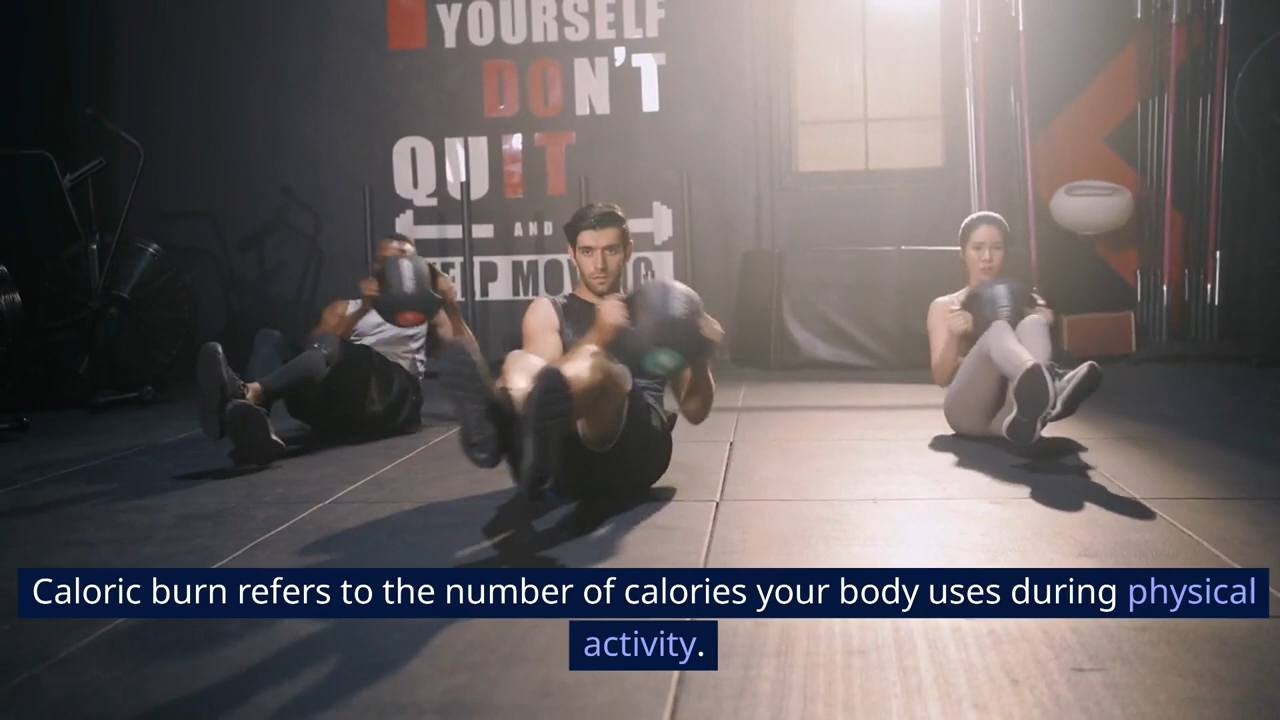 YOURSELF
DON'T
QUIT
AND
Caloric burn refers to the number of calories your body uses during physical
activity.